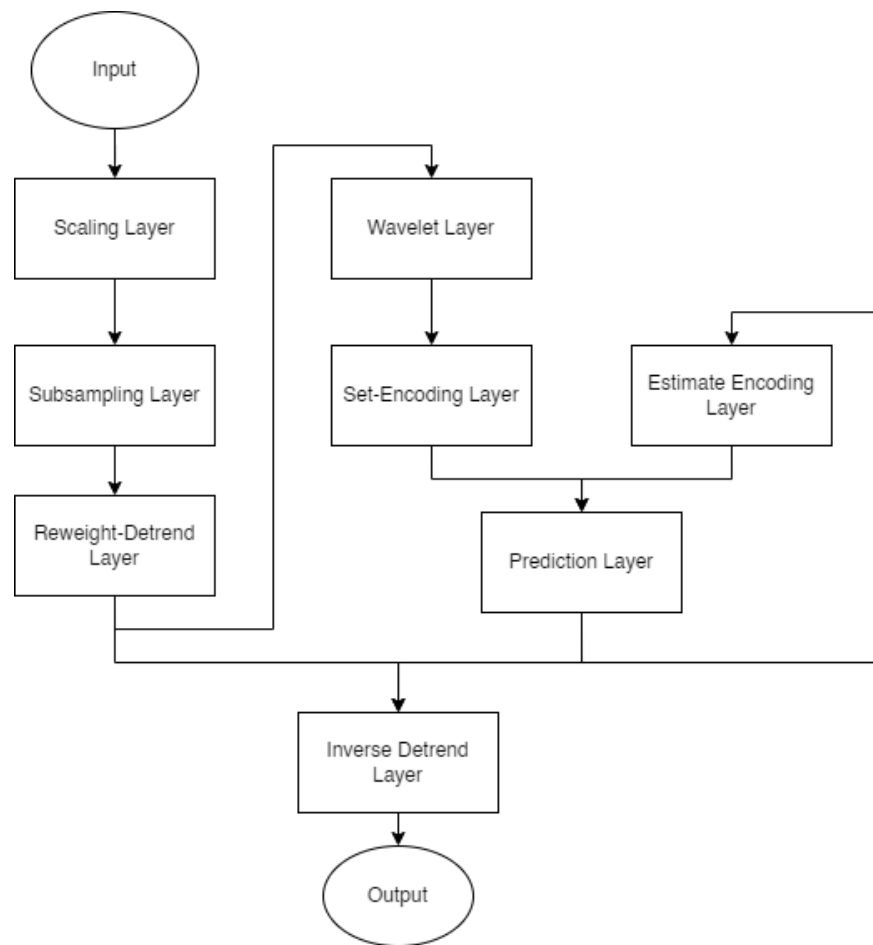 Input
Scaling Layer
Wavelet Layer
Subsampling Layer
Set-Encoding Layer
Estimate Encoding
Layer
Reweight-Detrend
Layer
Prediction Layer
Inverse Detrend
Layer
Output